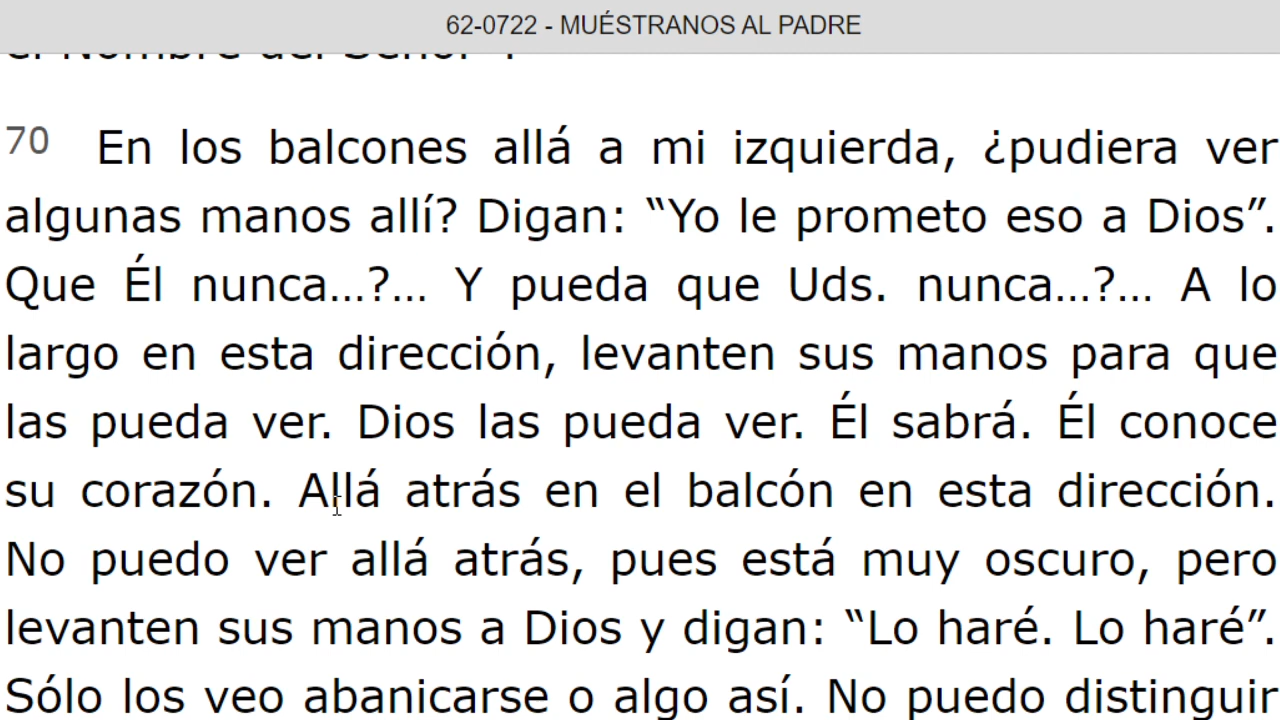 62-0722 - MUÉSTRANOS AL PADRE
el Nombre del Señor”.
70 En los balcones allá a mi izquierda, ¿pudiera ver
algunas manos allí? Digan: “Yo le prometo eso a Dios”.
Que Él nunca...?... Y pueda que Uds. nunca...?... A lo
largo en esta dirección, levanten sus manos para que
las pueda ver. Dios las pueda ver. Él sabrá. Él conoce
su corazón. Allá atrás en el balcón en esta dirección.
No puedo ver allá atrás, pues está muy oscuro, pero
levanten sus manos a Dios y digan: “Lo haré. Lo haré”.
Sólo los veo abanicarse o algo así. No puedo distinguir